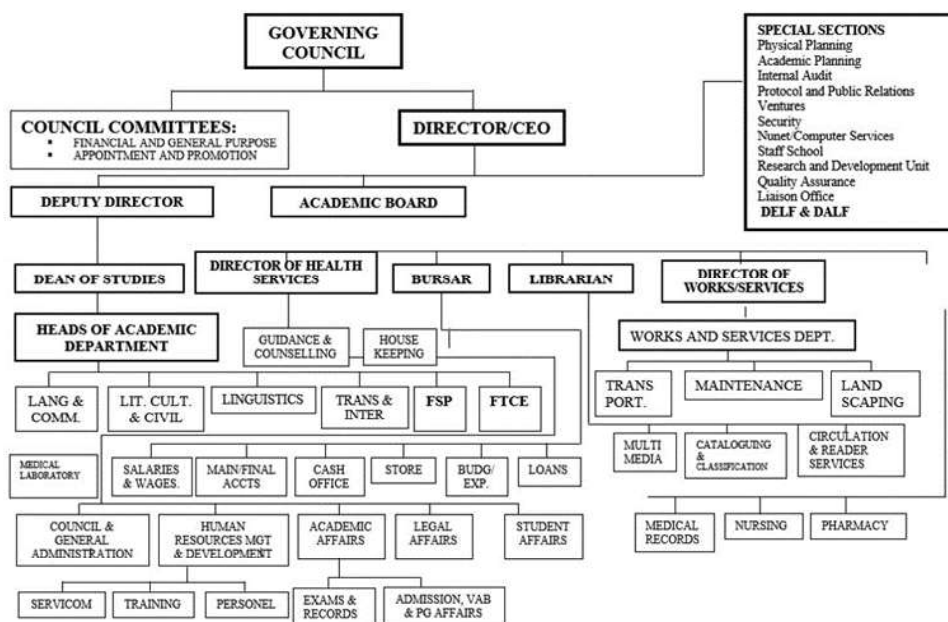 GOVERNING
COUNCIL
SPECIAL SECTIONS
Physical Planning
Academic Planning
Internal Audit
Protocol and Public Relations
Ventures
Security
Nunet/Computer Services
Staff School
Research and Development Unit
Quality Assurance
Liaison Office
DELF & DALF
COUNCIL COMMITTEES:
▪ FINANCIAL AND GENERAL PURPOSE
▪ APPOINTMENT AND PROMOTION
DIRECTOR/CEO
DEPUTY DIRECTOR
ACADEMIC BOARD
DEAN OF STUDIES
DIRECTOR OF HEALTH
SERVICES
BURSAR
LIBRARIAN
DIRECTOR OF
WORKS/SERVICES
HEADS OF ACADEMIC
DEPARTMENT
GUIDANCE &
COUNSELLING
HOUSE
KEEPING
WORKS AND SERVICES DEPT.
LANG &
COMM.
LIT. CULT.
& CIVIL
LINGUISTICS
TRANS &
INTER
FSP
FTCE
TRANS
PORT.
MAINTENANCE
LAND
SCAPING
MULTI
MEDIA
CATALOGUING
&
CLASSIFICATION
CIRCULATION
& READER
SERVICES
MEDICAL
LABORATORY
SALARIES
& WAGES.
MAIN/FINAL
ACCTS
CASH
OFFICE
STORE
BUDG/
EXP.
LOANS
COUNCIL &
GENERAL
ADMINISTRATION
HUMAN
RESOURCES MGT
& DEVELOPMENT
ACADEMIC
AFFAIRS
LEGAL
AFFAIRS
STUDENT
AFFAIRS
MEDICAL
RECORDS
NURSING
PHARMACY
SERVICOM
TRAINING
PERSONEL
EXAMS &
RECORDS
ADMISSION, VAB
& PG AFFAIRS